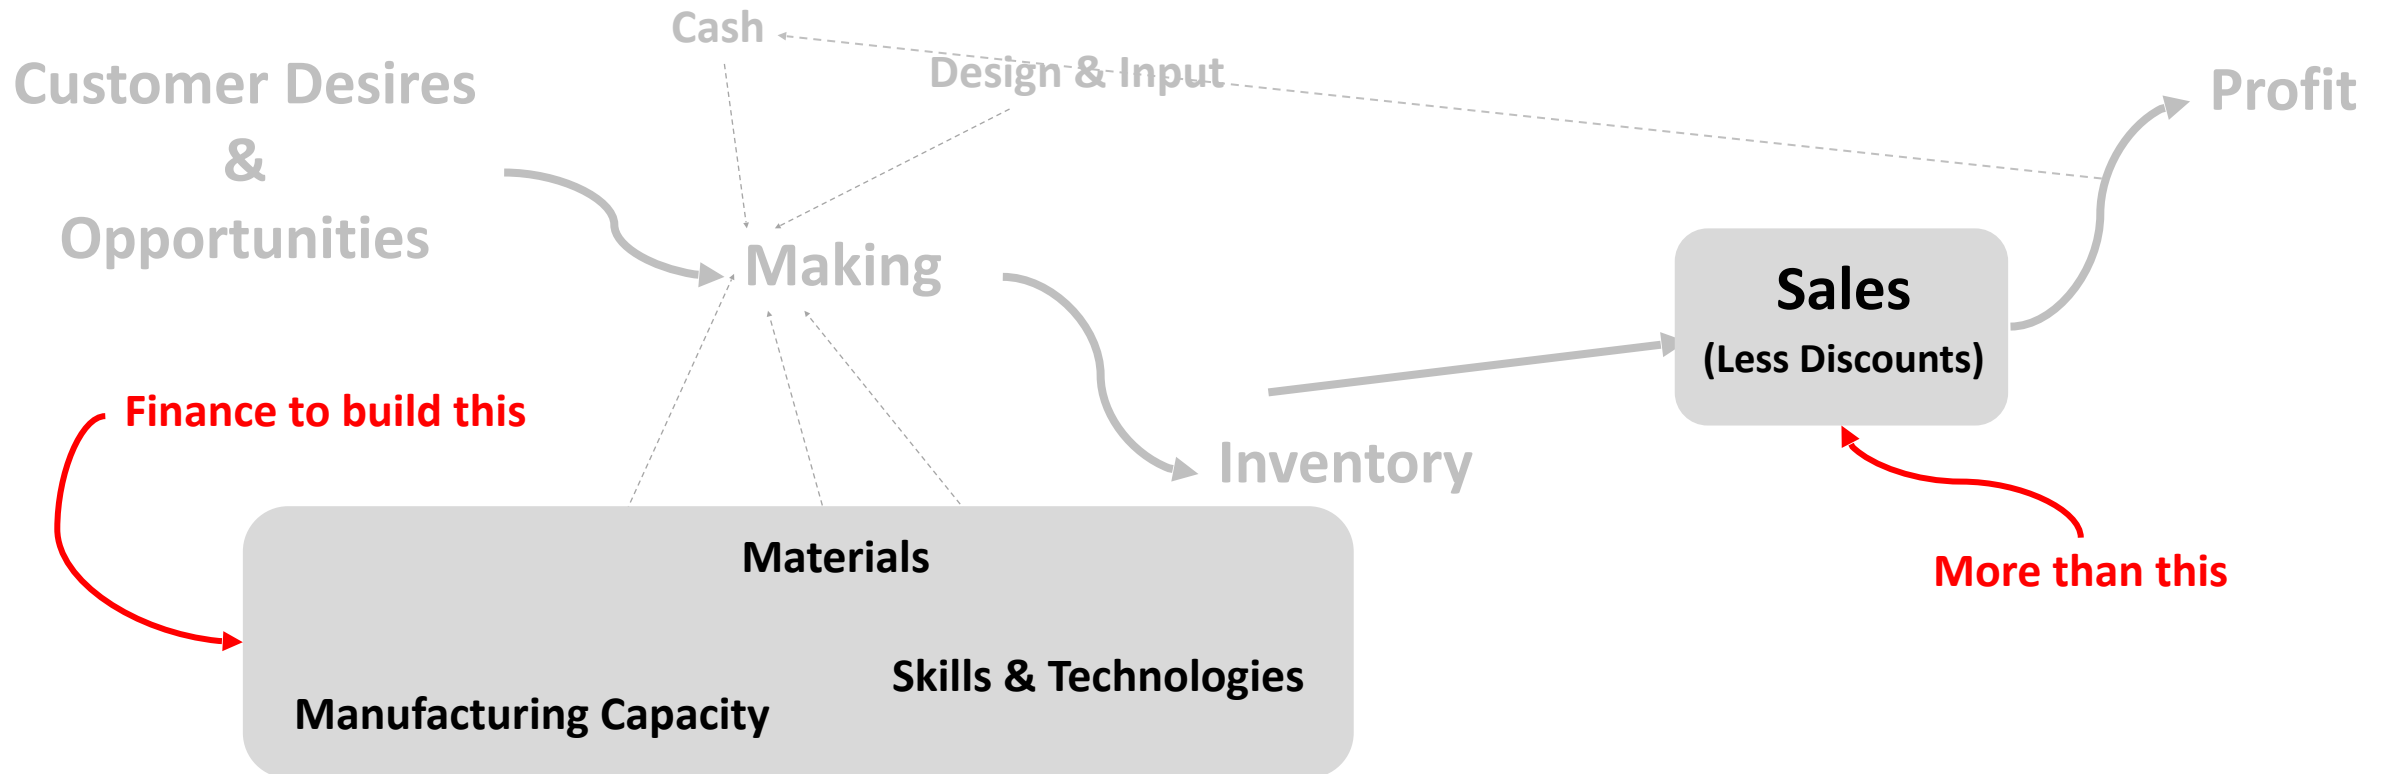 Cash
Design & Input
Customer Desires
&
Opportunities
Profit
Making
Sales
(Less Discounts)
Finance to build this
Inventory
More than this
Materials
Skills & Technologies
Manufacturing Capacity